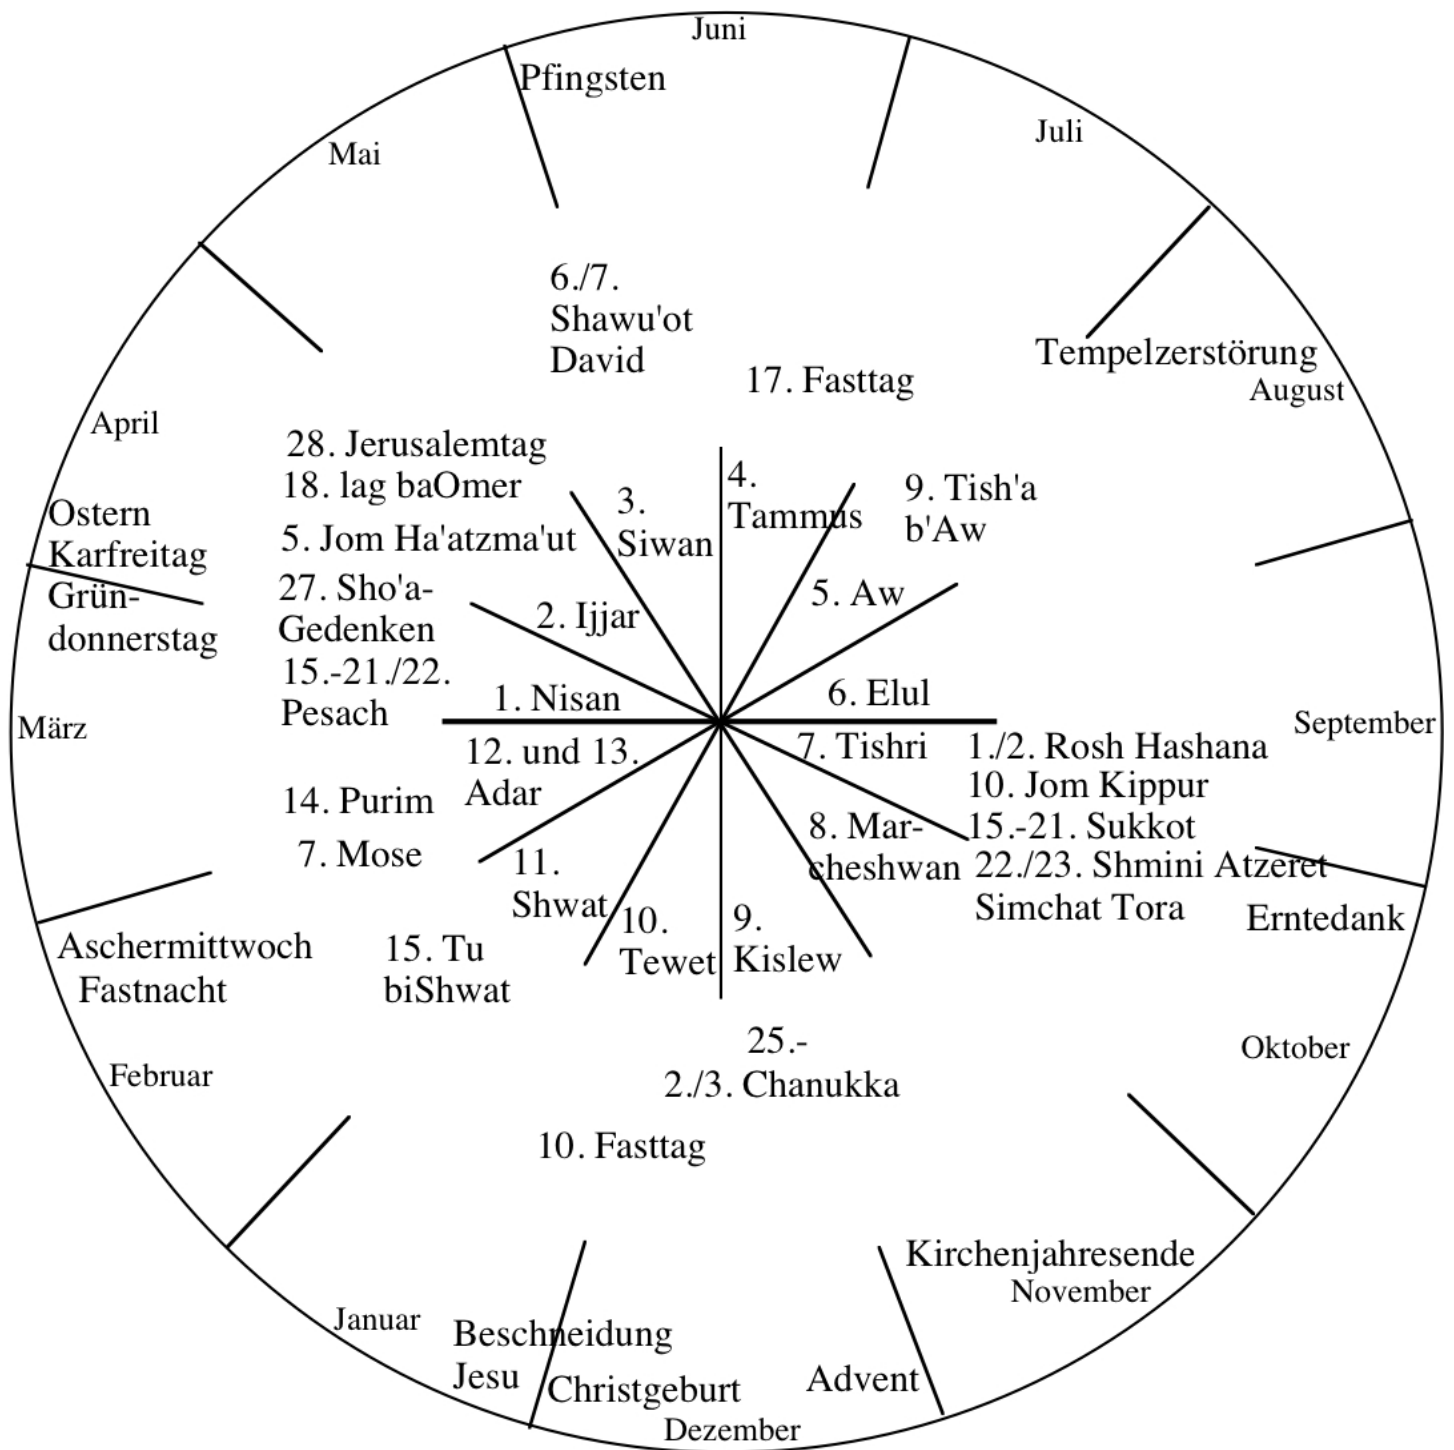 Juni
Pfingsten
Juli
Mai
6./7.
Shawu'ot
David
Tempelzerstörung
August
17. Fasttag
April
28. Jerusalemtag
18. lag baOmer
5. Jom Ha'atzma'ut
27. Sho'a-
Gedenken
15.-21./22.
Pesach
3.
Siwan
4.
Tammus
9. Tish'a
b'Aw
Ostern
Karfreitag
Grün-
donnerstag
2. Ijjar
5. Aw
1. Nisan
6. Elul
März
September
12. und 13.
Adar
7. Tishri
1./2. Rosh Hashana
10. Jom Kippur
15.-21. Sukkot
22./23. Shmini Atzeret
Simchat Tora
14. Purim
7. Mose
8. Mar-
cheshwan
11.
Shwat
10.
Tewet
9.
Kislew
Erntedank
Aschermittwoch
Fastnacht
15. Tu
biShwat
Februar
Oktober
25.-
2./3. Chanukka
10. Fasttag
Kirchenjahresende
November
Januar
Beschneidung
Jesu
Christgeburt
Advent
Dezember